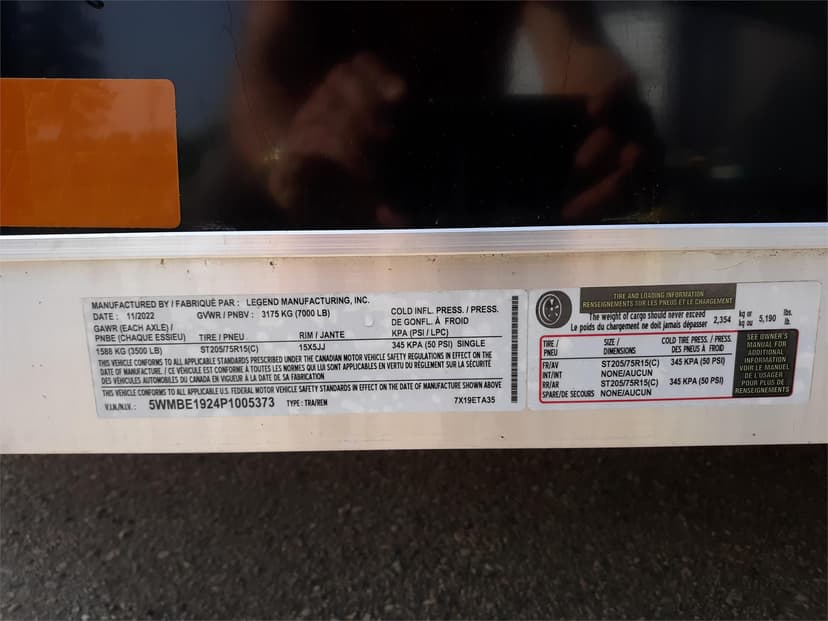 MANUFACTURED BY / FABRIQUÉ PAR : LEGEND MANUFACTURING, INC.
DATE : 11/2022 GVWR / PNBV : 3175 KG (7000 LB)
COLD INFL. PRESS. / PRESS.
DE GONFL. À FROID
GAWR (EACH AXLE) /
PNBE (CHAQUE ESSIEU) TIRE / PNEU RIM / JANTE KPA (PSI / LPC)
1588 KG (3500 LB) ST205/75R15(C) 15X5JJ 345 KPA (50 PSI) SINGLE
THIS VEHICLE CONFORMS TO ALL APPLICABLE STANDARDS PRESCRIBED UNDER THE CANADIAN MOTOR VEHICLE SAFETY REGULATIONS IN EFFECT ON THE
DATE OF MANUFACTURE. / CE VÉHICULE EST CONFORME À TOUTES LES NORMES QUI LUI SONT APPLICABLES EN VERTU DU RÈGLEMENT SUR LA SÉCURITÉ
DES VÉHICULES AUTOMOBILES DU CANADA EN VIGUEUR À LA DATE DE SA FABRICATION
THIS VEHICLE CONFORMS TO ALL APPLICABLE U.S. FEDERAL MOTOR VEHICLE SAFETY STANDARDS IN EFFECT ON THE DATE OF MANUFACTURE SHOWN ABOVE
V.I.N./N.I.V. : 5WMBE1924P1005373 TYPE : TRA/REM 7X19ETA35
TIRE AND LOADING INFORMATION
RENSEIGNEMENTS SUR LES PNEUS ET LE CHARGEMENT
The weight of cargo should never exceed
Le poids du chargement ne doit jamais dépasser
2,354 kg or
kg ou 5,190 lbs.
lb.
TIRE /
PNEU
SIZE /
DIMENSIONS
COLD TIRE PRESS. / PRESS.
DES PNEUS À FROID
FR/AV ST205/75R15(C) 345 KPA (50 PSI)
INT/INT NONE/AUCUN
RR/AR ST205/75R15(C) 345 KPA (50 PSI)
SPARE/DE SECOURS NONE/AUCUN
SEE OWNER'S
MANUAL FOR
ADDITIONAL
INFORMATION
VOIR LE MANUEL
DE L'USAGER
POUR PLUS DE
RENSEIGNEMENTS